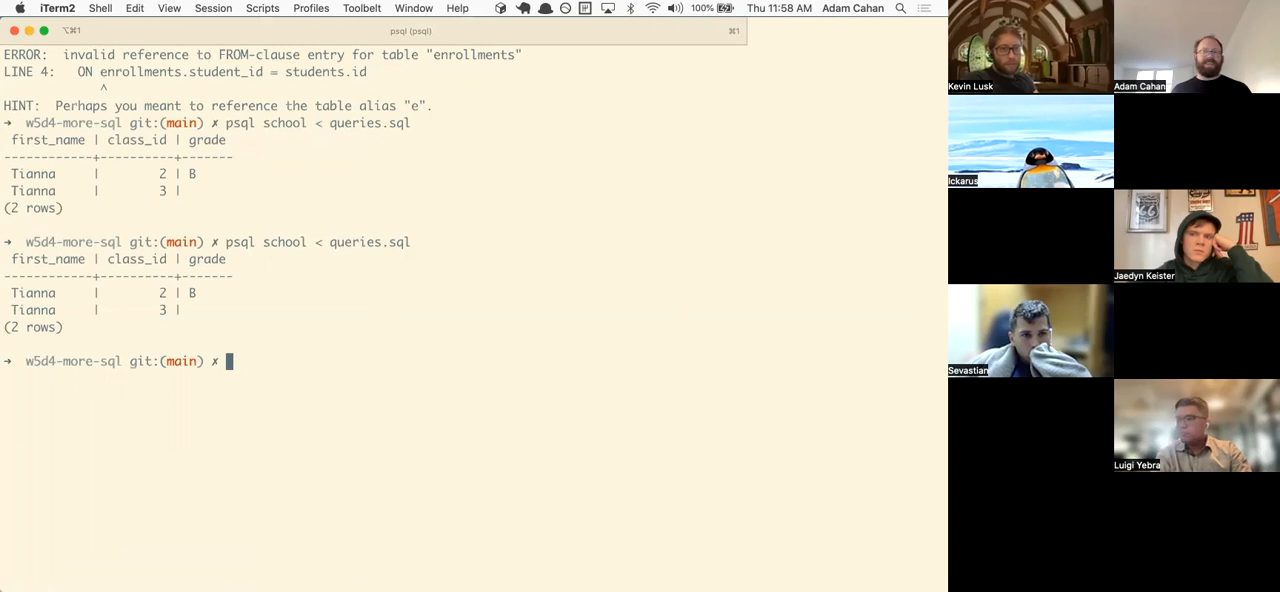 iTerm2 Shell Edit View Session Scripts Profiles Toolbelt Window Help 100% Thu 11:58 AM Adam Cahan
⌥⌘1 psql (psql) ⌘1
ERROR:  invalid reference to FROM-clause entry for table "enrollments"
LINE 4:   ON enrollments.student_id = students.id
             ^
HINT:  Perhaps you meant to reference the table alias "e".
➜  w5d4-more-sql git:(main) ✗ psql school < queries.sql
 first_name | class_id | grade
------------+----------+-------
 Tianna     |        2 | B
 Tianna     |        3 |
(2 rows)
➜  w5d4-more-sql git:(main) ✗ psql school < queries.sql
 first_name | class_id | grade
------------+----------+-------
 Tianna     |        2 | B
 Tianna     |        3 |
(2 rows)
➜  w5d4-more-sql git:(main) ✗
Kevin Lusk
Adam Cahan
Ickarus
66
1
Jaedyn Keister
Sevastian
Luigi Yebra